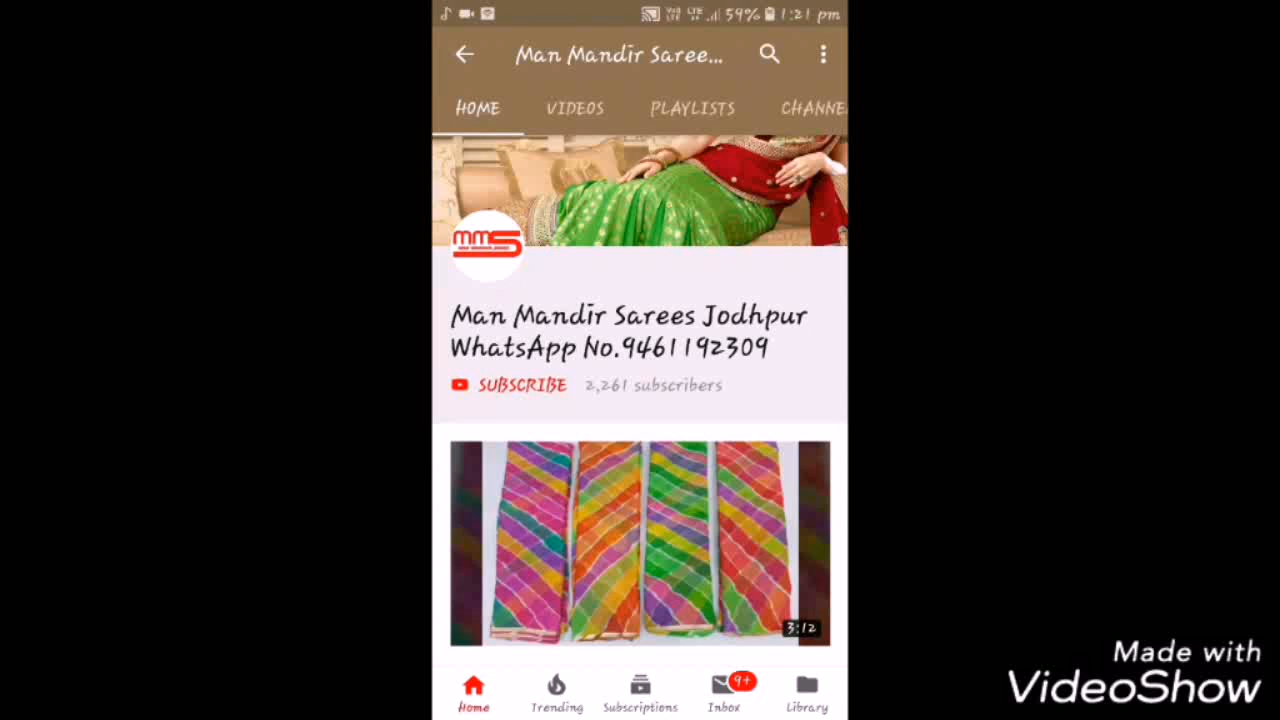 59% 1:21 pm
Man Mandir Saree...
HOME VIDEOS PLAYLISTS CHANNE
mms
Man Mandir Sarees Jodhpur
WhatsApp No.9461192309
SUBSCRIBE 2,261 subscribers
3:12
9+
Home Trending Subscriptions Inbox Library
Made with
VideoShow